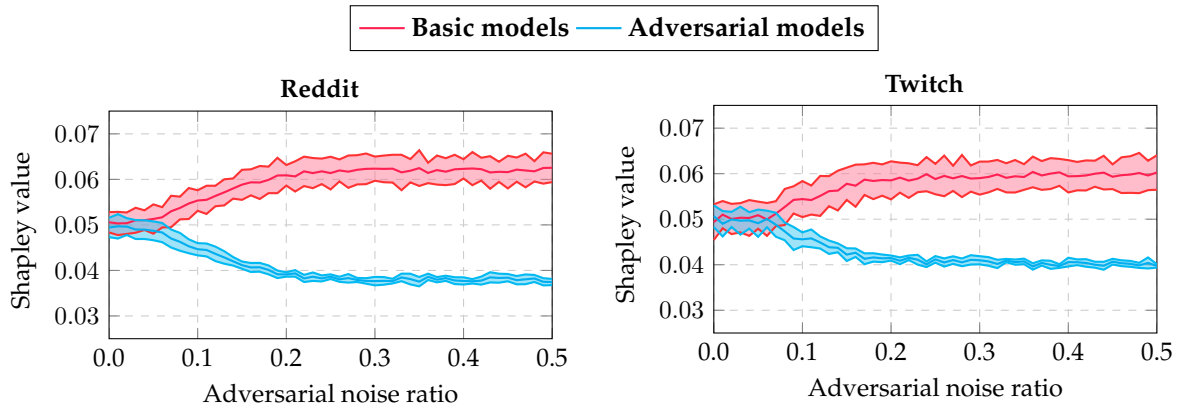 Basic models Adversarial models
Reddit
0.07
0.06
0.05
0.04
0.03
Shapley value
0.0 0.1 0.2 0.3 0.4 0.5
Adversarial noise ratio
Twitch
0.07
0.06
0.05
0.04
0.03
Shapley value
0.0 0.1 0.2 0.3 0.4 0.5
Adversarial noise ratio